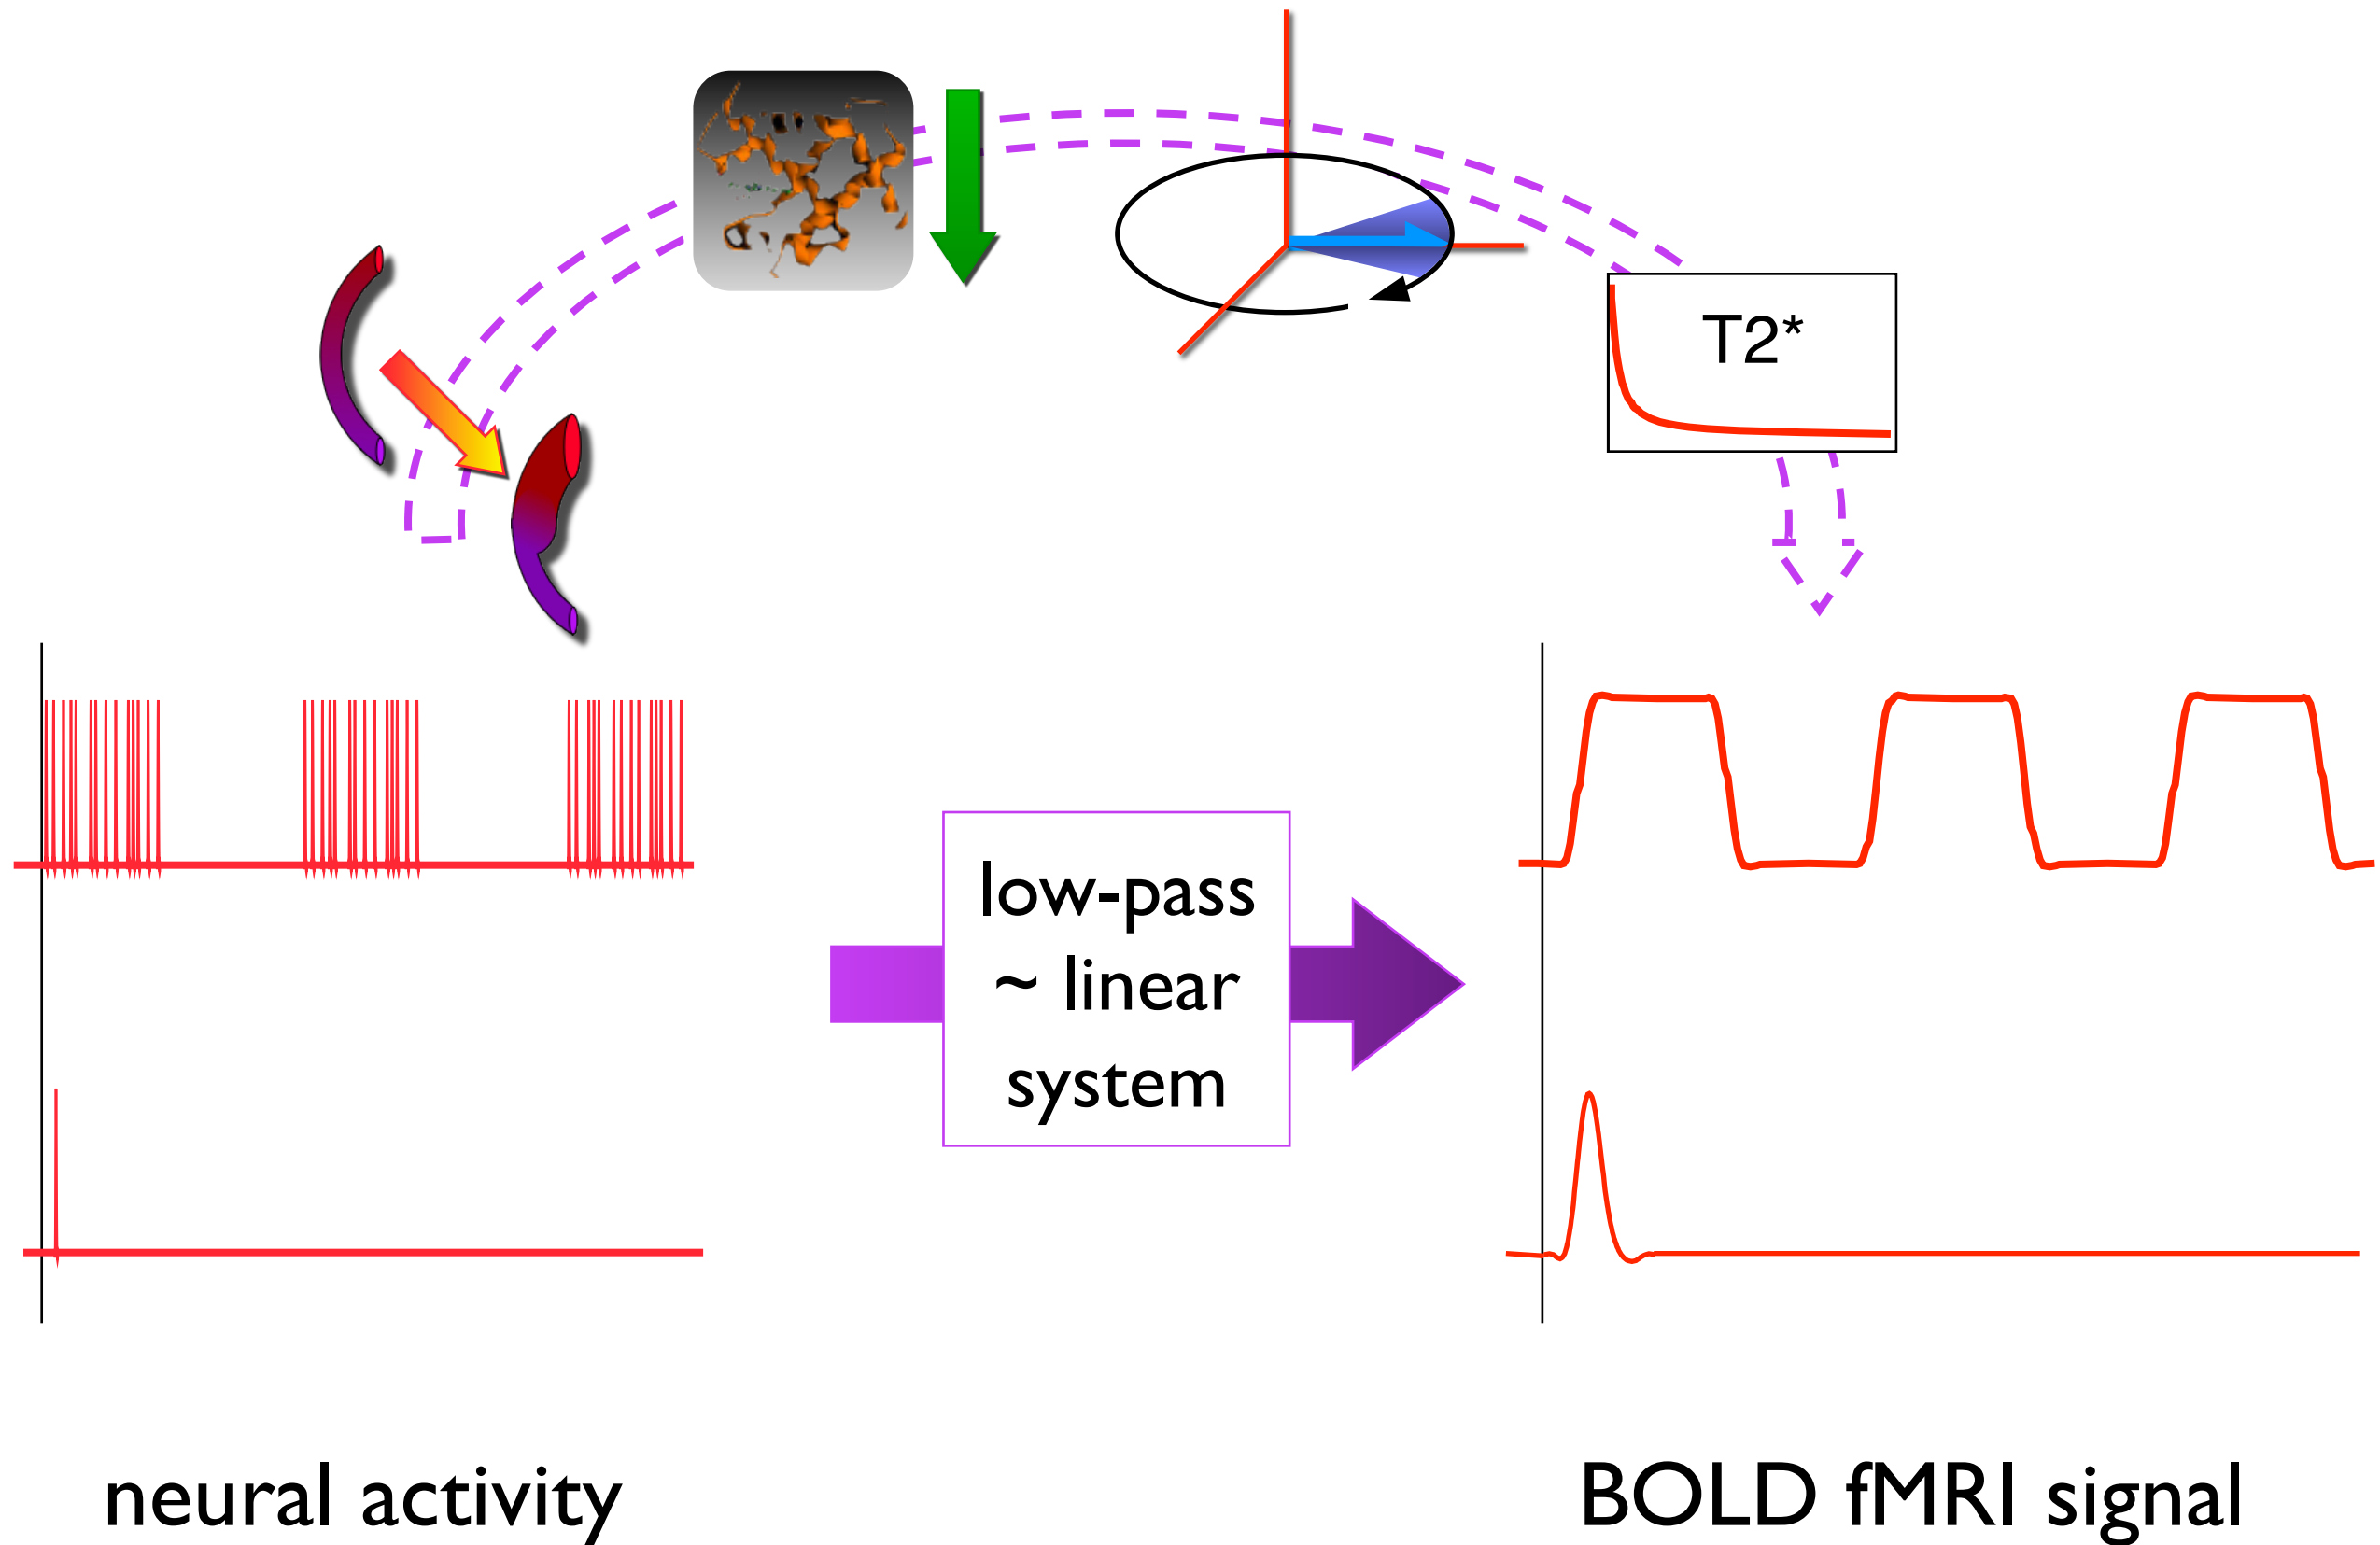 T2*
low-pass
~ linear
system
neural activity
BOLD fMRI signal